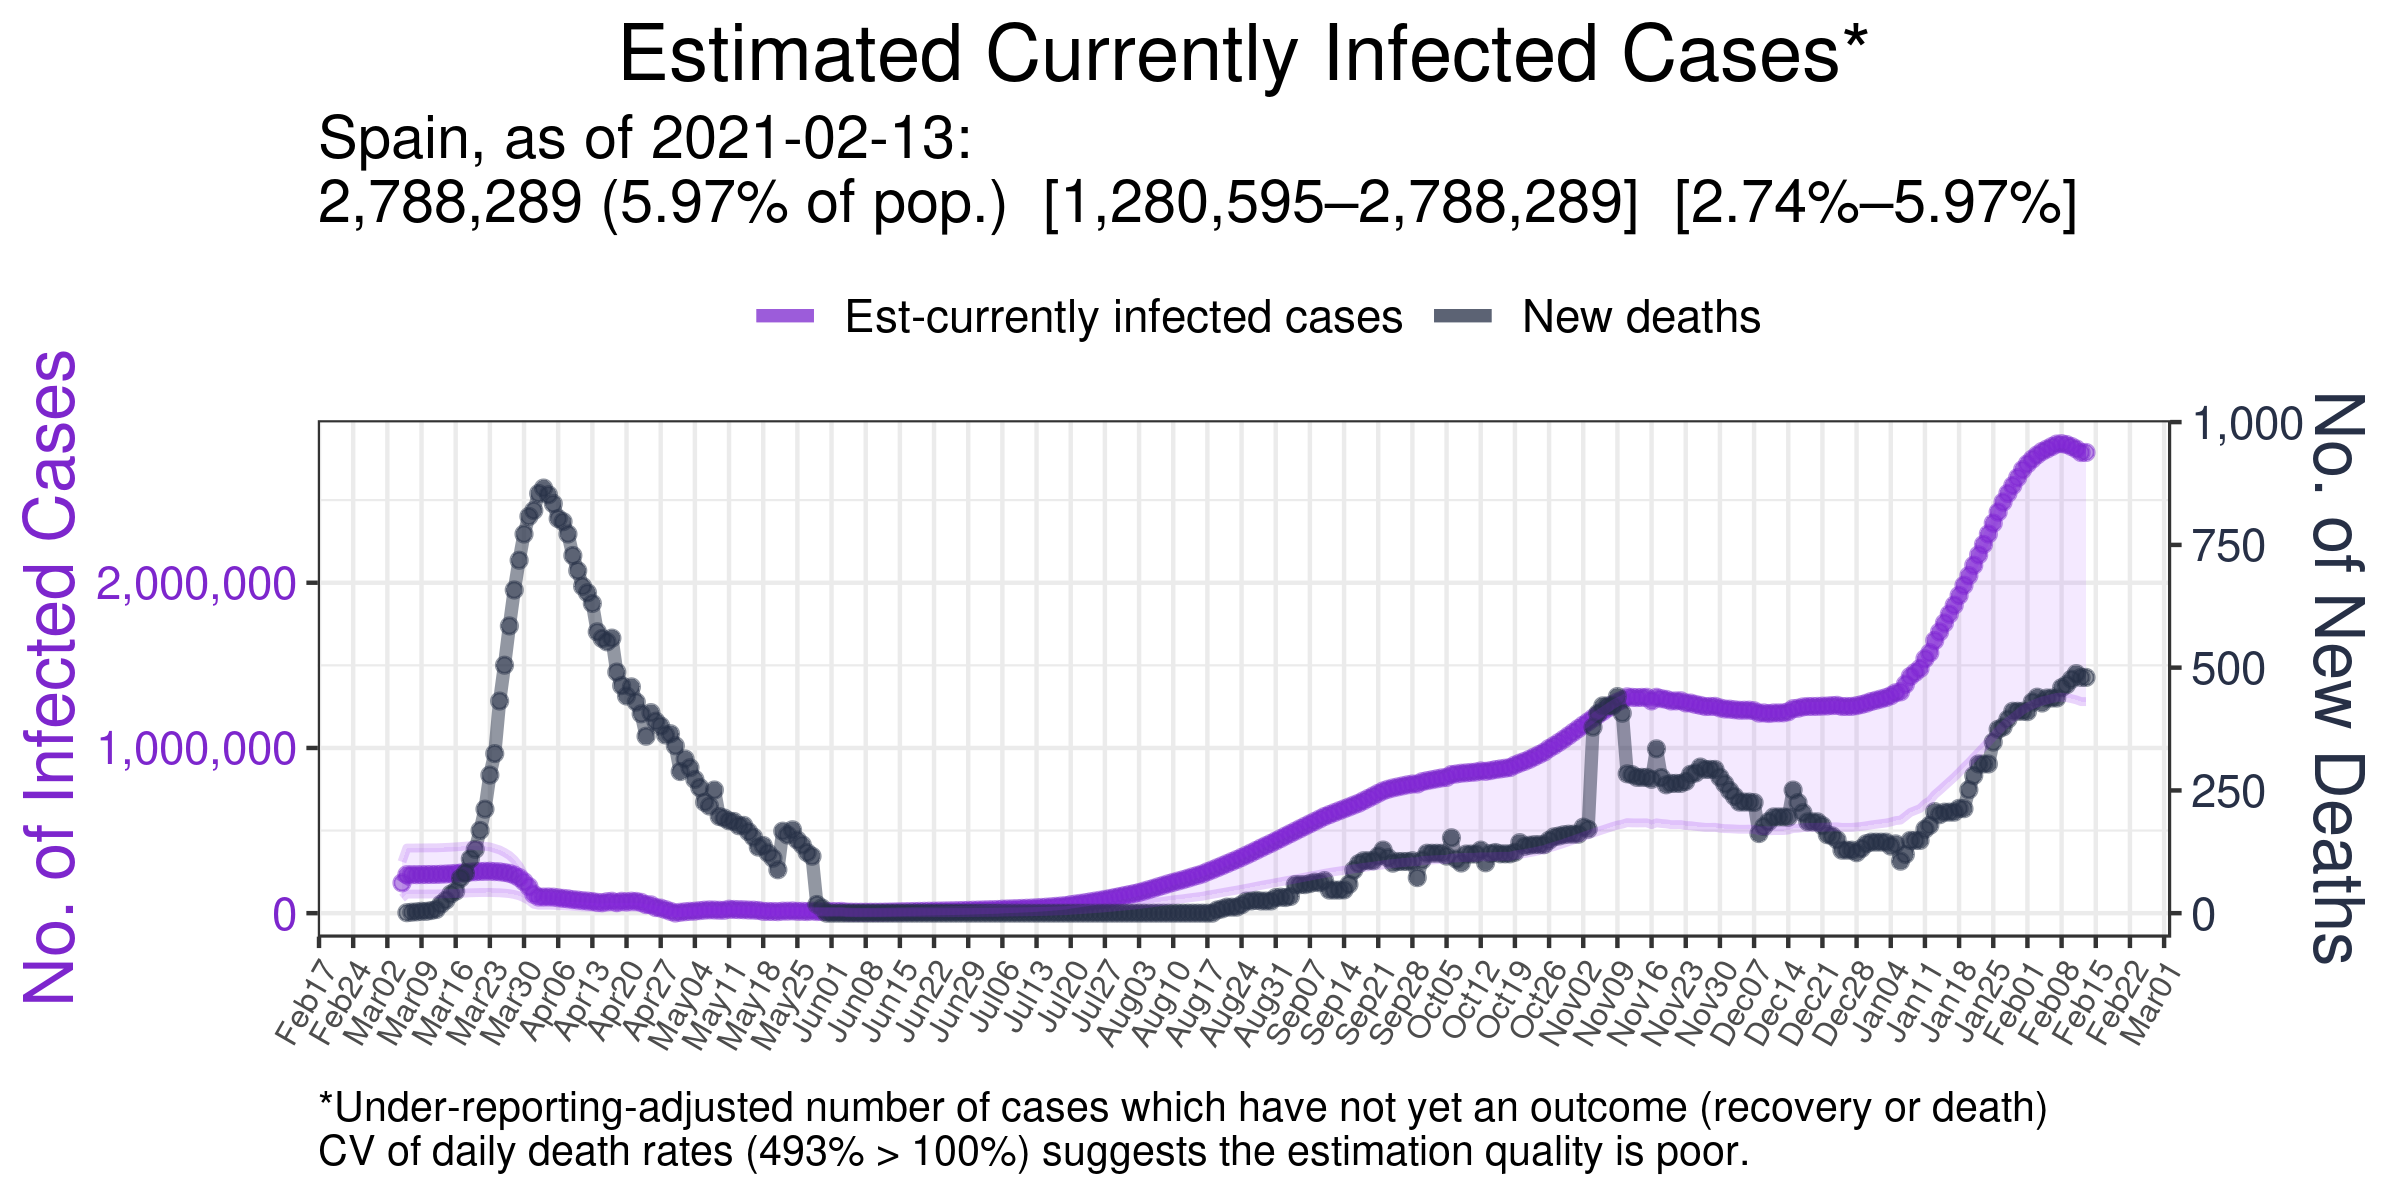 Estimated Currently Infected Cases*
Spain, as of 2021-02-13:
2,788,289 (5.97% of pop.) [1,280,595–2,788,289] [2.74%–5.97%]
Est-currently infected cases New deaths
No. of Infected Cases
2,000,000
1,000,000
0
1,000
750
500
250
0
No. of New Deaths
Feb17 Feb24 Mar02 Mar09 Mar16 Mar23 Mar30 Apr06 Apr13 Apr20 Apr27 May04 May11 May18 May25 Jun01 Jun08 Jun15 Jun22 Jun29 Jul06 Jul13 Jul20 Jul27 Aug03 Aug10 Aug17 Aug24 Aug31 Sep07 Sep14 Sep21 Sep28 Oct05 Oct12 Oct19 Oct26 Nov02 Nov09 Nov16 Nov23 Nov30 Dec07 Dec14 Dec21 Dec28 Jan04 Jan11 Jan18 Jan25 Feb01 Feb08 Feb15 Feb22 Mar01
*Under-reporting-adjusted number of cases which have not yet an outcome (recovery or death)
CV of daily death rates (493% > 100%) suggests the estimation quality is poor.